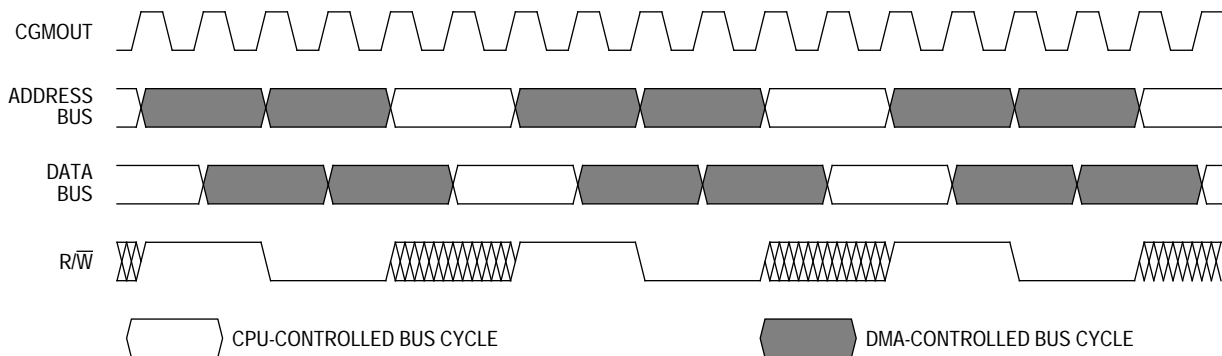 CGMOUT
ADDRESS
BUS
DATA
BUS
R/W̅
CPU-CONTROLLED BUS CYCLE
DMA-CONTROLLED BUS CYCLE